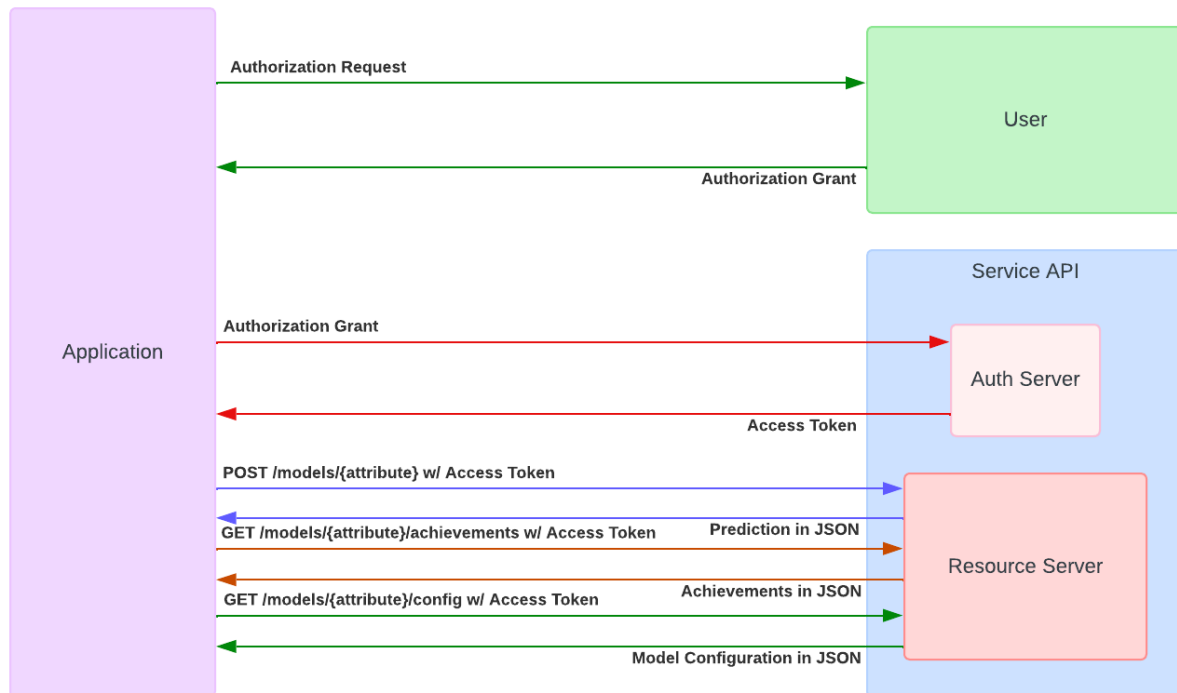 Authorization Request
User
Authorization Grant
Service API
Authorization Grant
Application
Auth Server
Access Token
POST /models/{attribute} w/ Access Token
Prediction in JSON
GET /models/{attribute}/achievements w/ Access Token
Resource Server
Achievements in JSON
GET /models/{attribute}/config w/ Access Token
Model Configuration in JSON